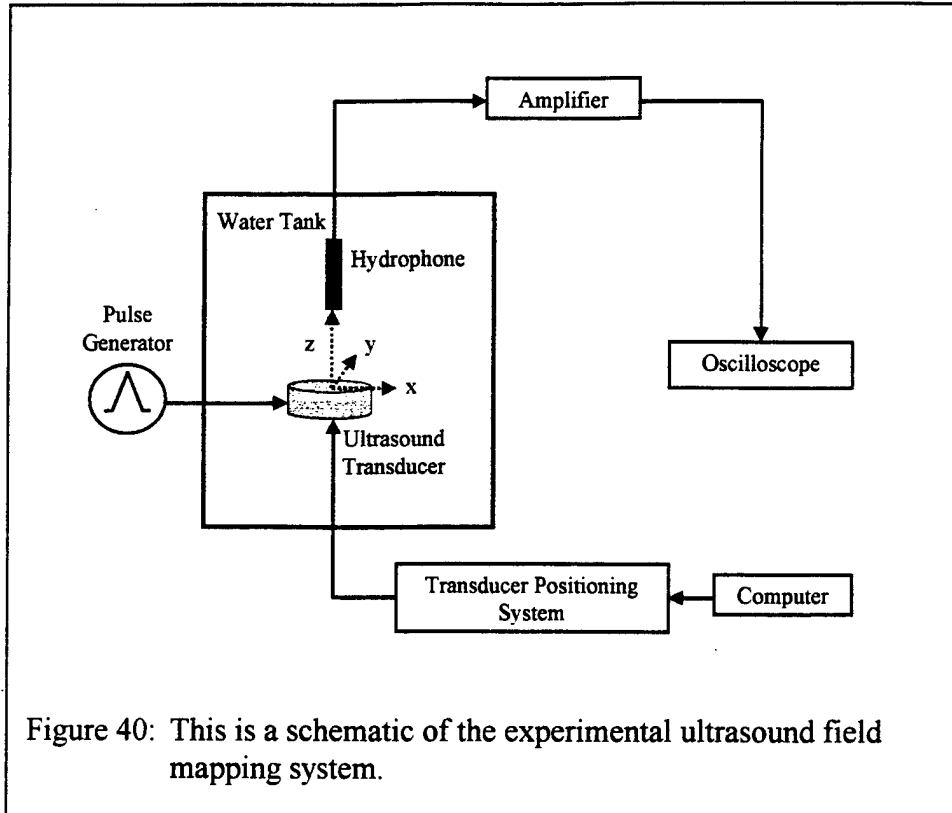 Amplifier
Water Tank
Hydrophone
Pulse
Generator
z
y
x
Oscilloscope
Ultrasound
Transducer
Transducer Positioning
System
Computer
Figure 40: This is a schematic of the experimental ultrasound field
mapping system.